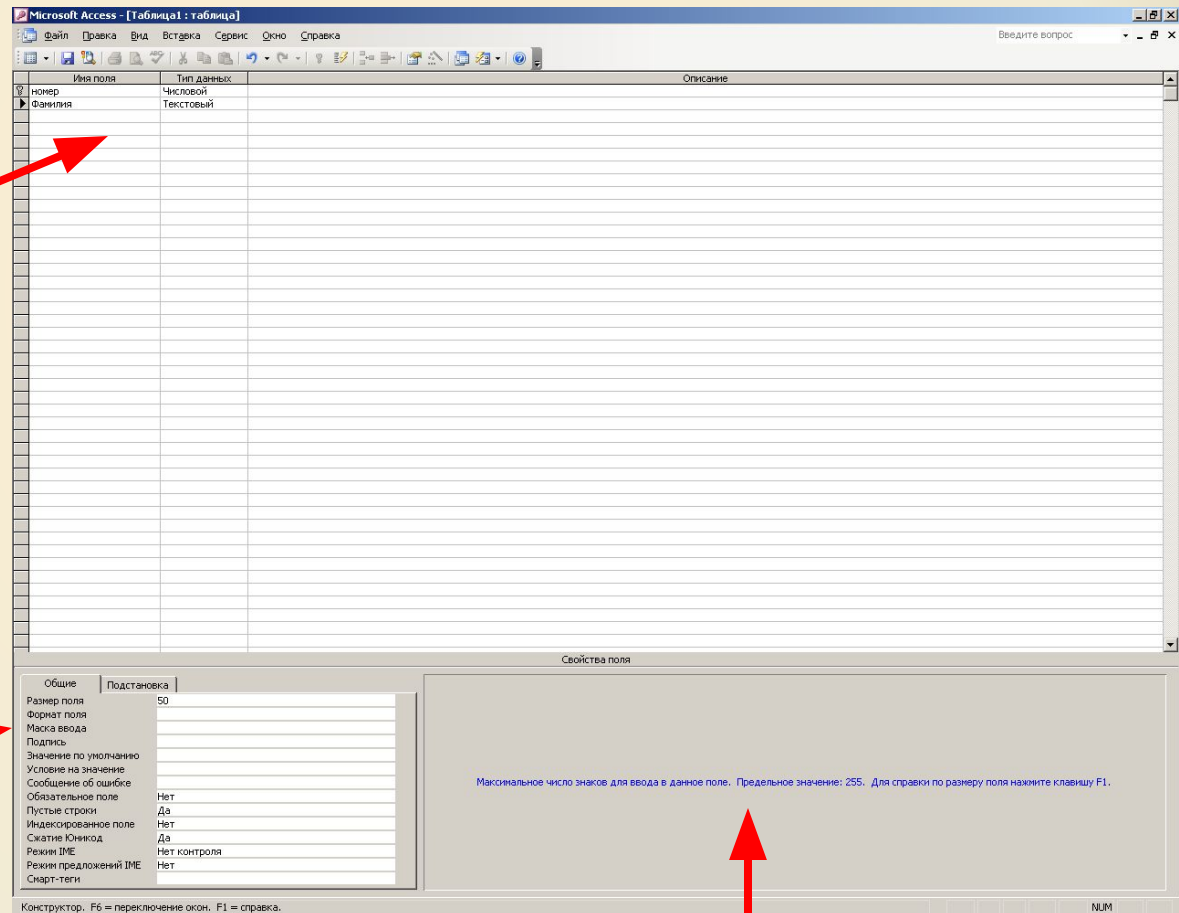 Microsoft Access - [Таблица1 : таблица]
Файл Правка Вид Вставка Сервис Окно Справка Введите вопрос
Имя поля Тип данных Описание
номер Числовой
Фамилия Текстовый
Свойства поля
Общие Подстановка
Размер поля 50
Формат поля
Маска ввода
Подпись
Значение по умолчанию
Условие на значение
Сообщение об ошибке
Обязательное поле Нет
Пустые строки Да
Индексированное поле Нет
Сжатие Юникод Да
Режим IME Нет контроля
Режим предложений IME Нет
Смарт-теги
Максимальное число знаков для ввода в данное поле. Предельное значение: 255. Для справки по размеру поля нажмите клавишу F1.
Конструктор. F6 = переключение окон. F1 = справка. NUM